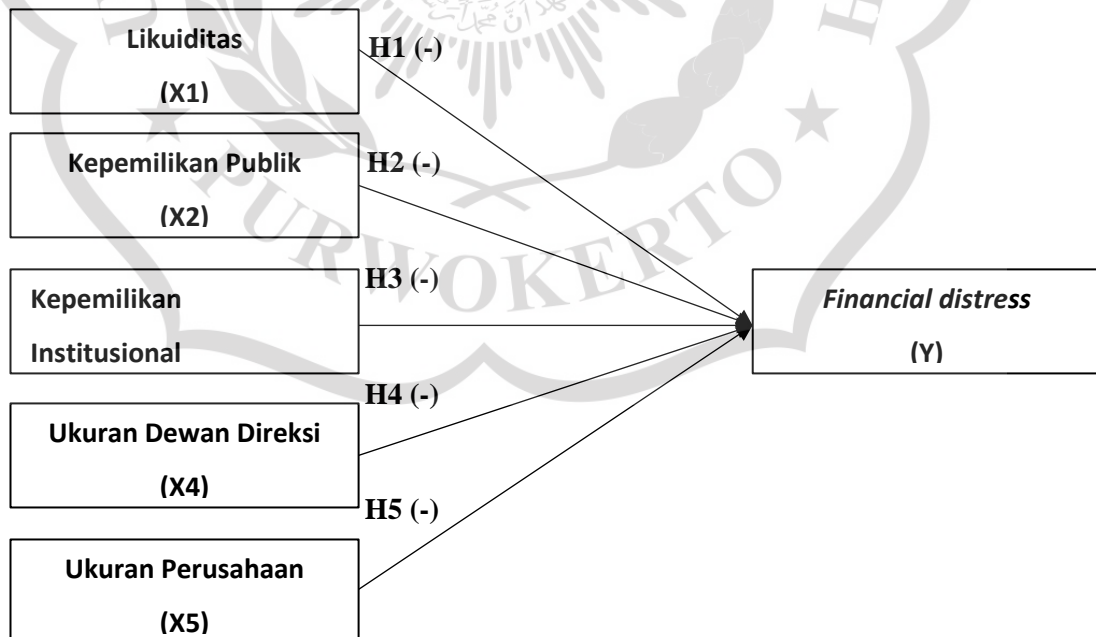 Likuiditas
(X1)
H1 (-)
Kepemilikan Publik
(X2)
H2 (-)
Kepemilikan
Institusional
H3 (-)
Ukuran Dewan Direksi
(X4)
H4 (-)
Ukuran Perusahaan
(X5)
H5 (-)
Financial distress
(Y)
PURWOKERTO